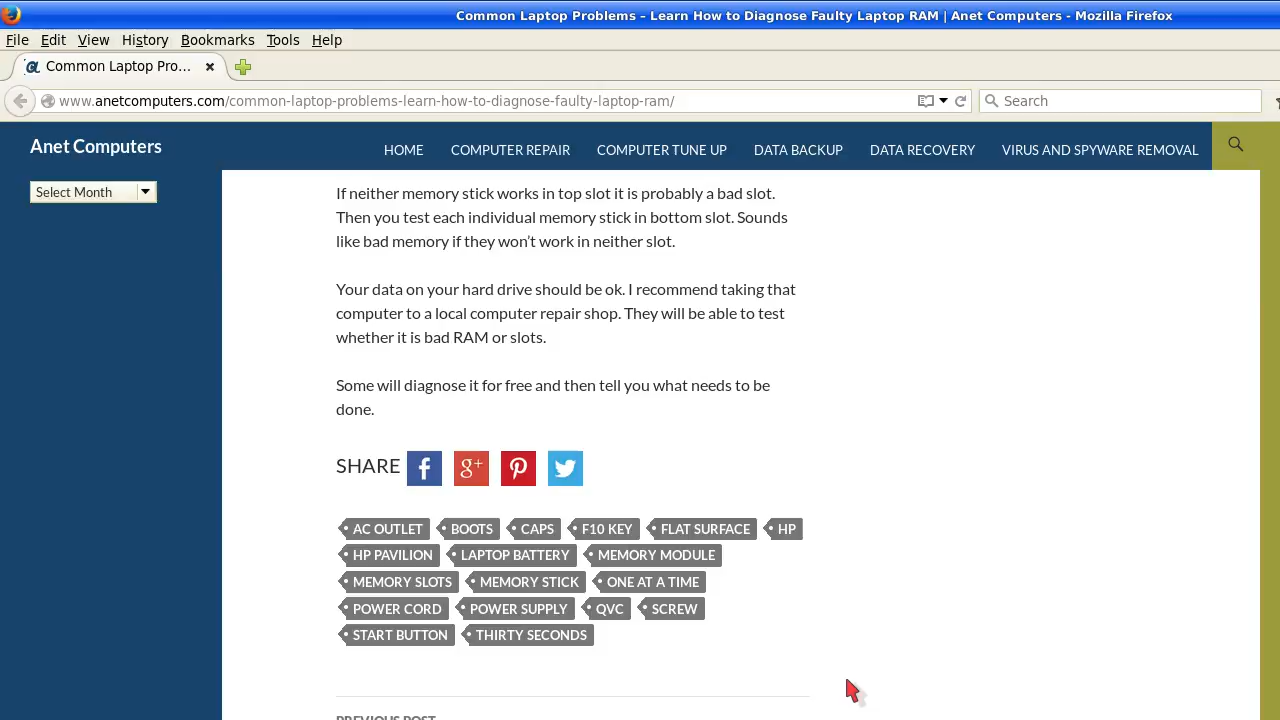 Common Laptop Problems – Learn How to Diagnose Faulty Laptop RAM | Anet Computers - Mozilla Firefox
File Edit View History Bookmarks Tools Help
Common Laptop Pro...
www.anetcomputers.com/common-laptop-problems-learn-how-to-diagnose-faulty-laptop-ram/ Search
Anet Computers HOME COMPUTER REPAIR COMPUTER TUNE UP DATA BACKUP DATA RECOVERY VIRUS AND SPYWARE REMOVAL
Select Month
If neither memory stick works in top slot it is probably a bad slot.
Then you test each individual memory stick in bottom slot. Sounds
like bad memory if they won’t work in neither slot.
Your data on your hard drive should be ok. I recommend taking that
computer to a local computer repair shop. They will be able to test
whether it is bad RAM or slots.
Some will diagnose it for free and then tell you what needs to be
done.
SHARE f g+
AC OUTLET BOOTS CAPS F10 KEY FLAT SURFACE HP
HP PAVILION LAPTOP BATTERY MEMORY MODULE
MEMORY SLOTS MEMORY STICK ONE AT A TIME
POWER CORD POWER SUPPLY QVC SCREW
START BUTTON THIRTY SECONDS
PREVIOUS POST